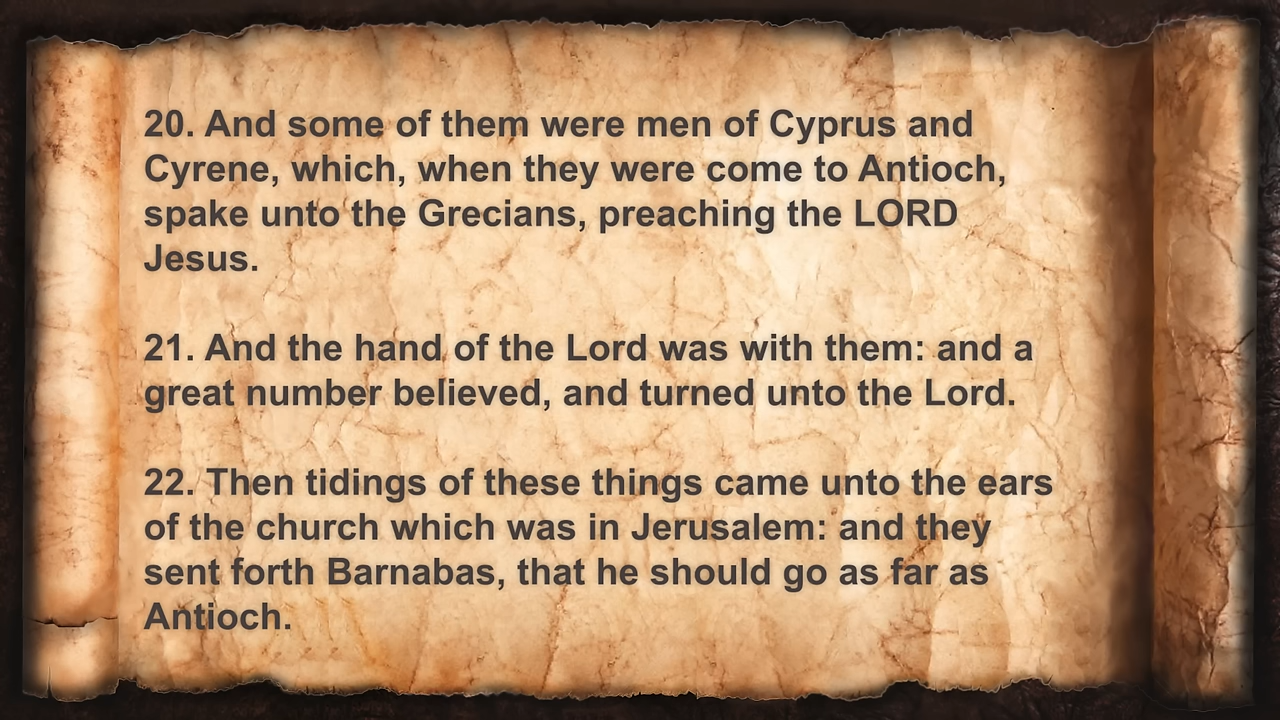 20. And some of them were men of Cyprus and
Cyrene, which, when they were come to Antioch,
spake unto the Grecians, preaching the LORD
Jesus.
21. And the hand of the Lord was with them: and a
great number believed, and turned unto the Lord.
22. Then tidings of these things came unto the ears
of the church which was in Jerusalem: and they
sent forth Barnabas, that he should go as far as
Antioch.